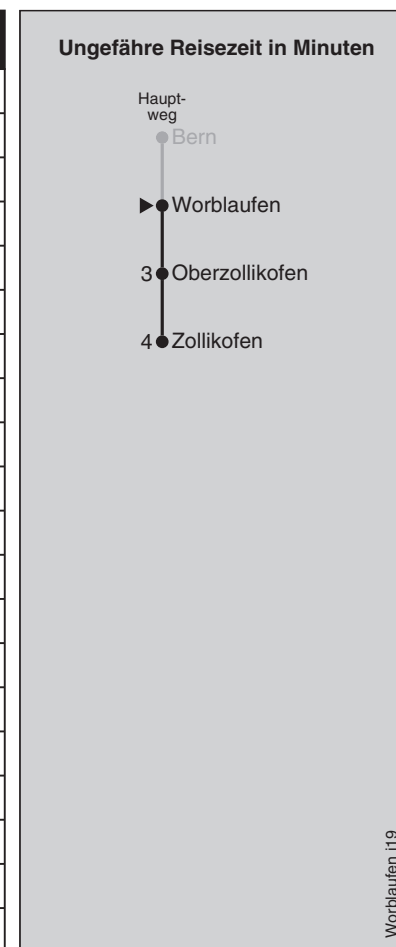 Ungefähre Reisezeit in Minuten
Haupt-
weg
Bern
Worblaufen
3 Oberzollikofen
4 Zollikofen
Worblaufen i19